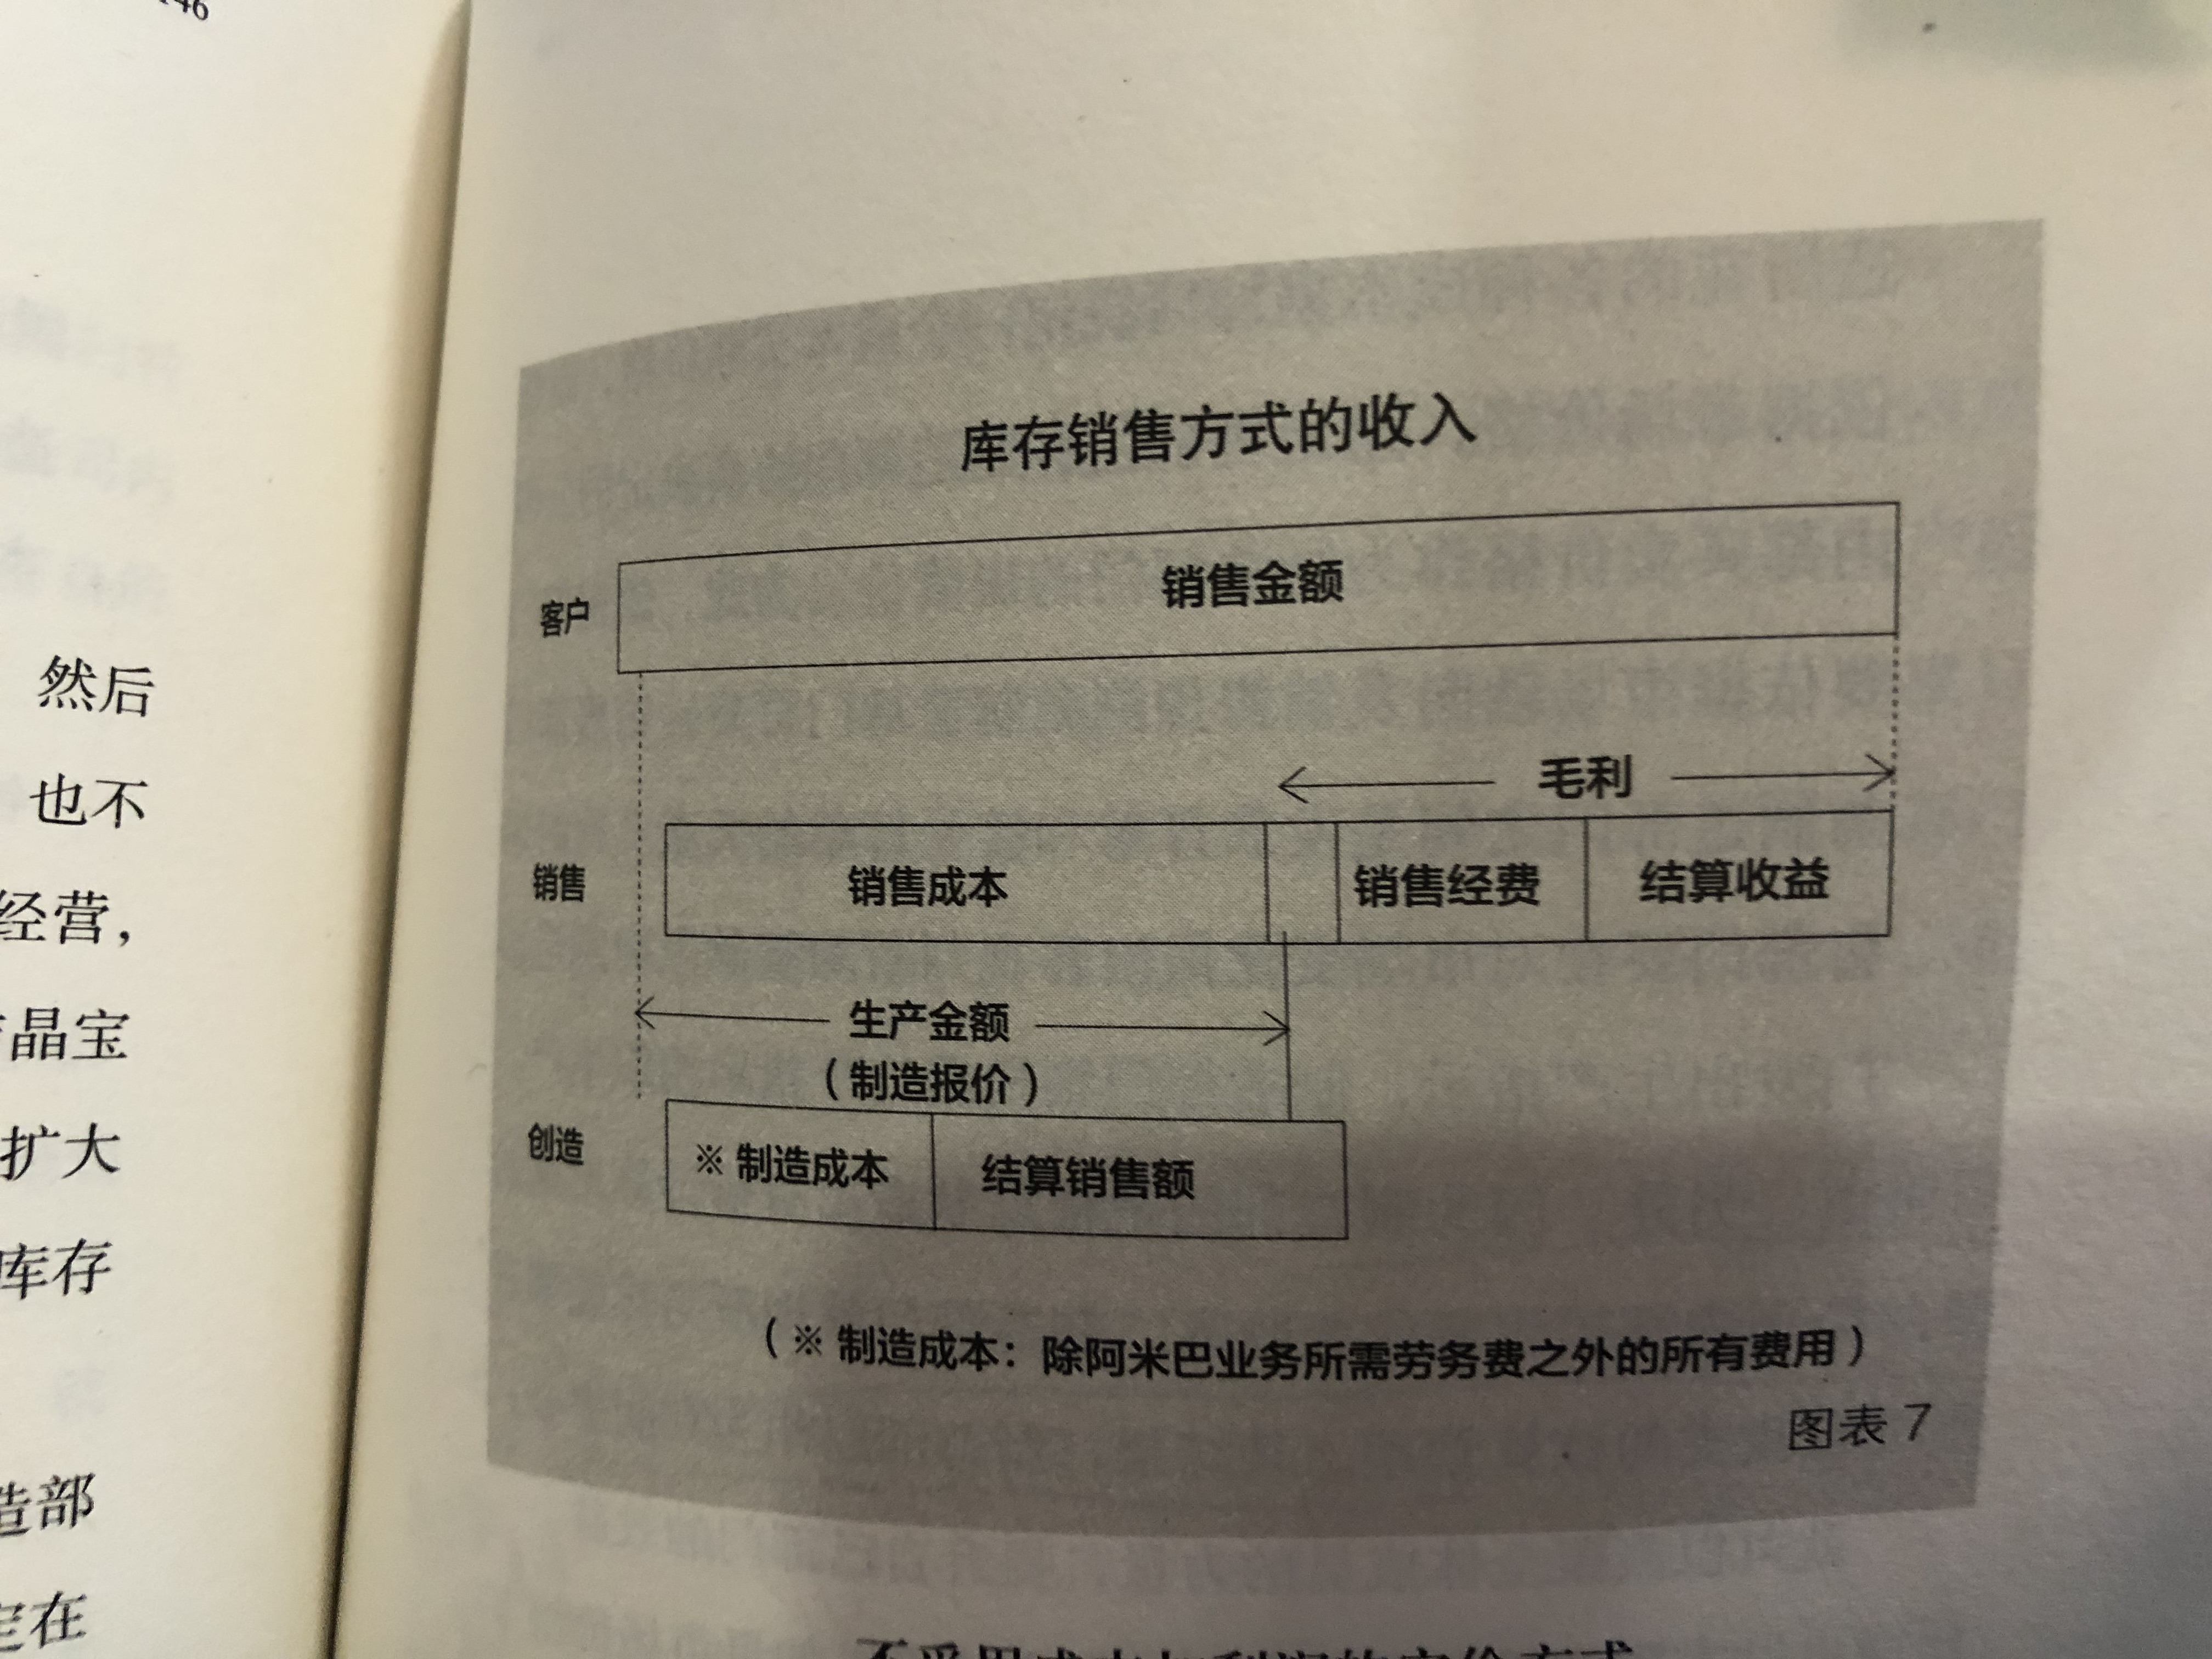 146
然后
也不
经营，
晶宝
扩大
库存
造部
定在
库存销售方式的收入
客户
销售金额
毛利
销售
销售成本
销售经费
结算收益
生产金额
（制造报价）
创造
※ 制造成本
结算销售额
（※ 制造成本：除阿米巴业务所需劳务费之外的所有费用）
图表 7